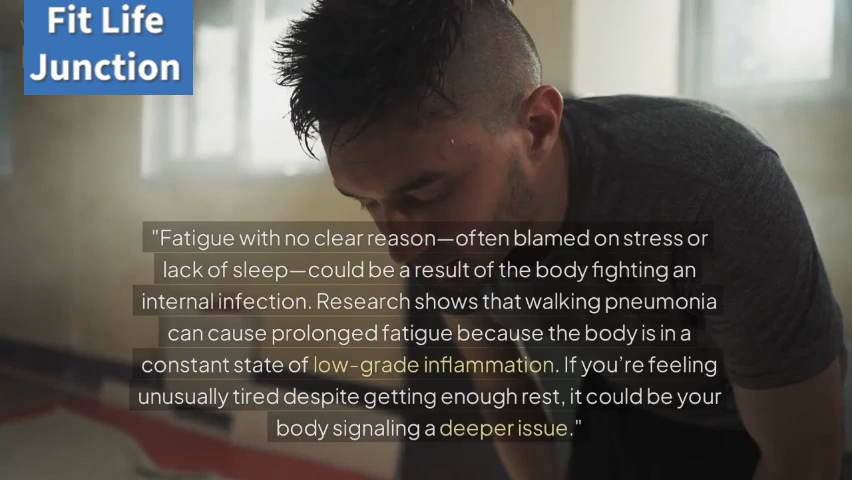 Fit Life
Junction
"Fatigue with no clear reason—often blamed on stress or
lack of sleep—could be a result of the body fighting an
internal infection. Research shows that walking pneumonia
can cause prolonged fatigue because the body is in a
constant state of low-grade inflammation. If you’re feeling
unusually tired despite getting enough rest, it could be your
body signaling a deeper issue."